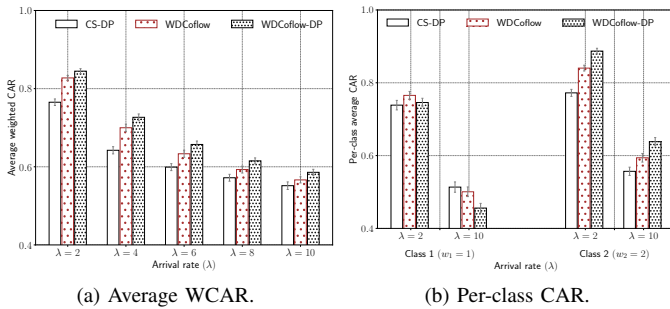 CS-DP WDCoflow WDCoflow-DP
1.0
0.8
0.6
0.4
Average weighted CAR
λ = 2 λ = 4 λ = 6 λ = 8 λ = 10
Arrival rate (λ)
(a) Average WCAR.
CS-DP WDCoflow WDCoflow-DP
1.0
0.8
0.6
0.4
Per-class average CAR
λ = 2 λ = 10 λ = 2 λ = 10
Class 1 (w₁ = 1) Class 2 (w₂ = 2)
Arrival rate (λ)
(b) Per-class CAR.